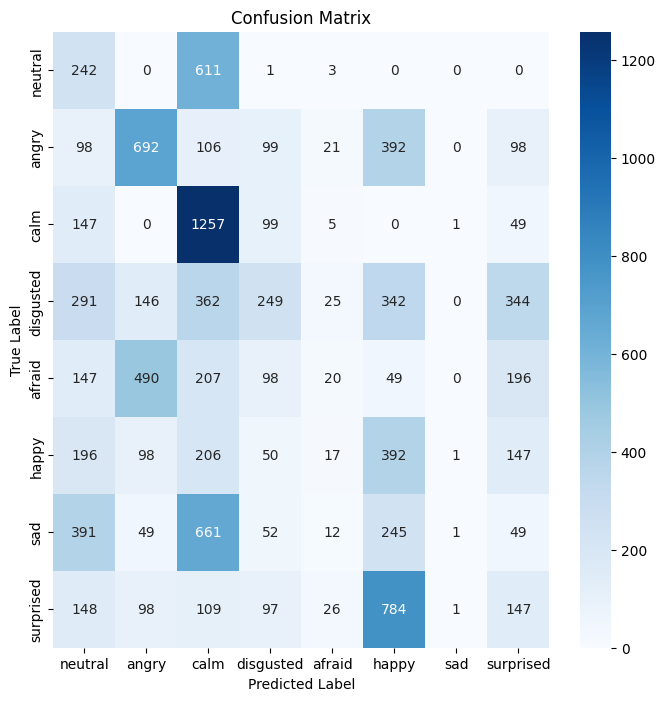 Confusion Matrix
neutral 242 0 611 1 3 0 0 0
angry 98 692 106 99 21 392 0 98
calm 147 0 1257 99 5 0 1 49
disgusted 291 146 362 249 25 342 0 344
afraid 147 490 207 98 20 49 0 196
happy 196 98 206 50 17 392 1 147
sad 391 49 661 52 12 245 1 49
surprised 148 98 109 97 26 784 1 147
neutral angry calm disgusted afraid happy sad surprised
Predicted Label
True Label
1200
1000
800
600
400
200
0